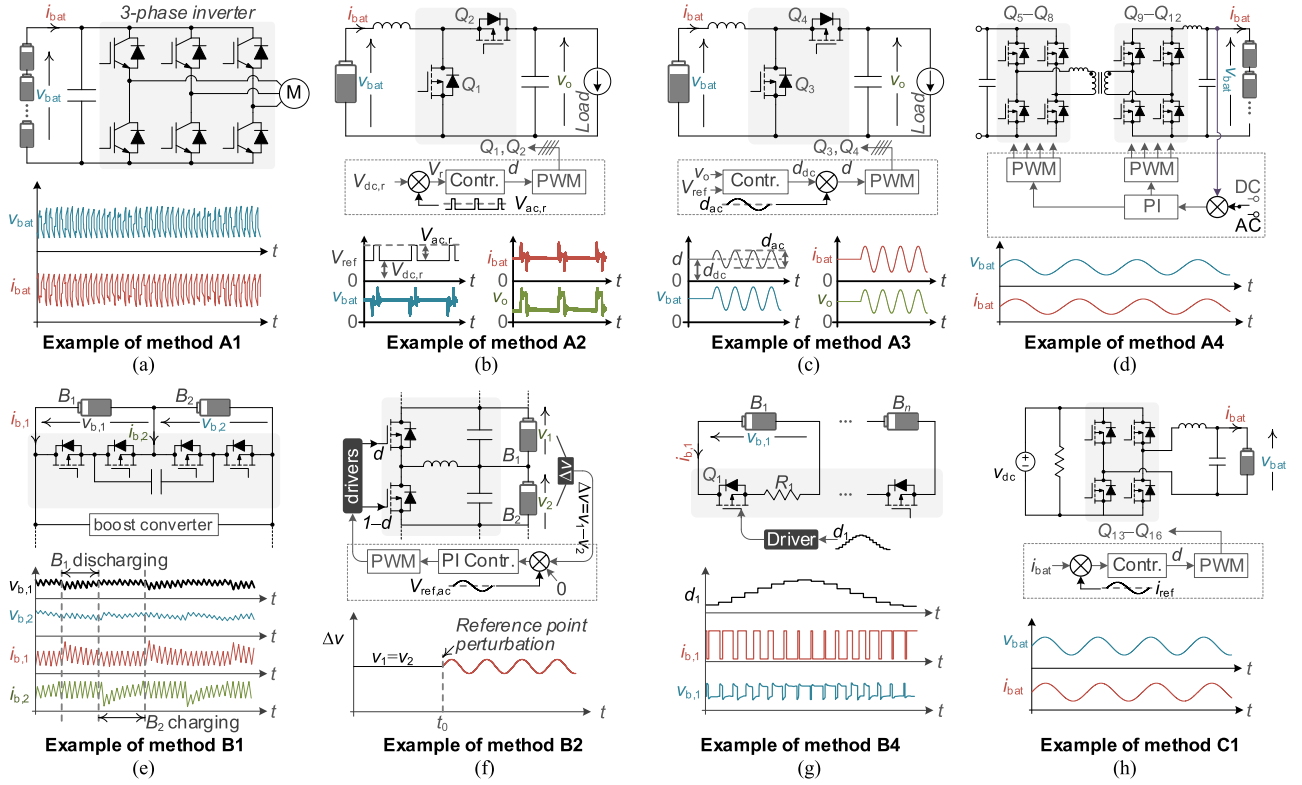 3-phase inverter
i_bat
v_bat
M
v_bat
t
i_bat
t
Example of method A1
(a)
i_bat
Q_2
v_bat
Q_1
v_o
Load
Q_1, Q_2
V_dc,r
V_r
Contr.
d
PWM
V_ac,r
V_ref
V_ac,r
V_dc,r
0
v_bat
0
t
i_bat
0
v_o
0
t
Example of method A2
(b)
i_bat
Q_4
v_bat
Q_3
v_o
Load
Q_3, Q_4
v_o
V_ref
Contr.
d_dc
d
PWM
d_ac
d
d_ac
d_dc
0
v_bat
0
t
i_bat
0
v_o
0
t
Example of method A3
(c)
Q_5–Q_8
Q_9–Q_12
i_bat
v_bat
PWM
PWM
DC
PI
AC
v_bat
t
i_bat
t
Example of method A4
(d)
B_1
B_2
i_b,1
v_b,1
i_b,2
v_b,2
boost converter
B_1 discharging
v_b,1
t
v_b,2
t
i_b,1
t
i_b,2
t
B_2 charging
Example of method B1
(e)
drivers
d
1–d
B_1
B_2
v_1
v_2
Δv
Δv=v_1–v_2
PWM
PI Contr.
V_ref,ac
0
Δv
v_1=v_2
Reference point
perturbation
t_0
t
Example of method B2
(f)
B_1
...
B_n
i_b,1
v_b,1
Q_1
R_1
...
Driver
d_1
d_1
t
i_b,1
t
v_b,1
t
Example of method B4
(g)
v_dc
i_bat
v_bat
Q_13–Q_16
i_bat
Contr.
d
PWM
i_ref
v_bat
t
i_bat
t
Example of method C1
(h)